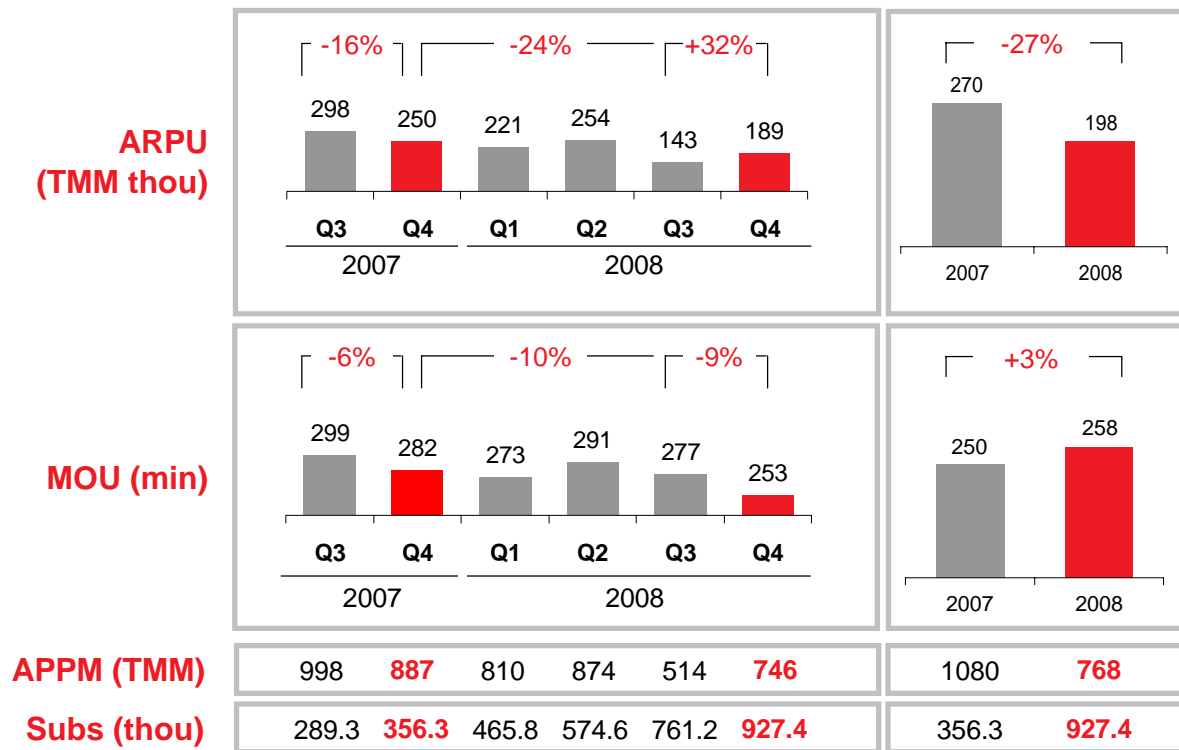 ARPU
(TMM thou)
-16% -24% +32%
298 250 221 254 143 189
Q3 Q4 Q1 Q2 Q3 Q4
2007 2008
-27%
270 198
2007 2008
MOU (min)
-6% -10% -9%
299 282 273 291 277 253
Q3 Q4 Q1 Q2 Q3 Q4
2007 2008
+3%
250 258
2007 2008
APPM (TMM) 998 887 810 874 514 746 1080 768
Subs (thou) 289.3 356.3 465.8 574.6 761.2 927.4 356.3 927.4